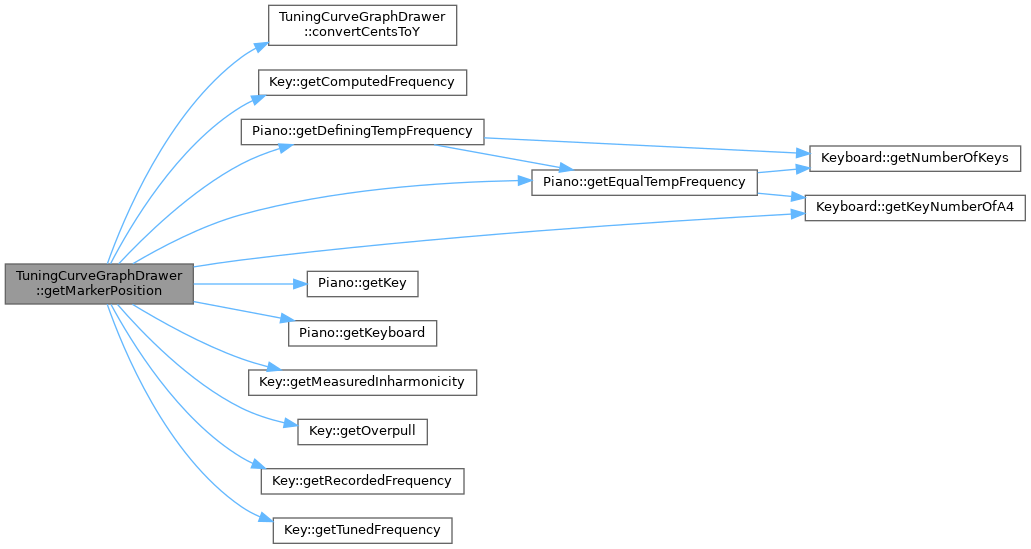 TuningCurveGraphDrawer
::convertCentsToY
Key::getComputedFrequency
Piano::getDefiningTempFrequency
Keyboard::getNumberOfKeys
Piano::getEqualTempFrequency
Keyboard::getKeyNumberOfA4
TuningCurveGraphDrawer
::getMarkerPosition
Piano::getKey
Piano::getKeyboard
Key::getMeasuredInharmonicity
Key::getOverpull
Key::getRecordedFrequency
Key::getTunedFrequency